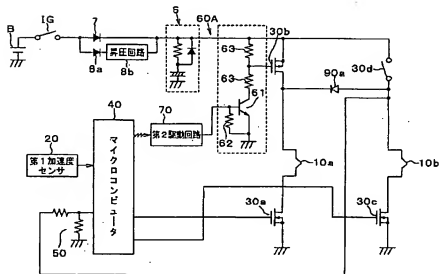 B
IG
7
8a
昇圧回路
8b
6
60A
63
63
30b
61
62
90a
30d
40
70
第2駆動回路
20
第1加速度
センサ
マイクロコンピュータ
10a
10b
30a
30c
50